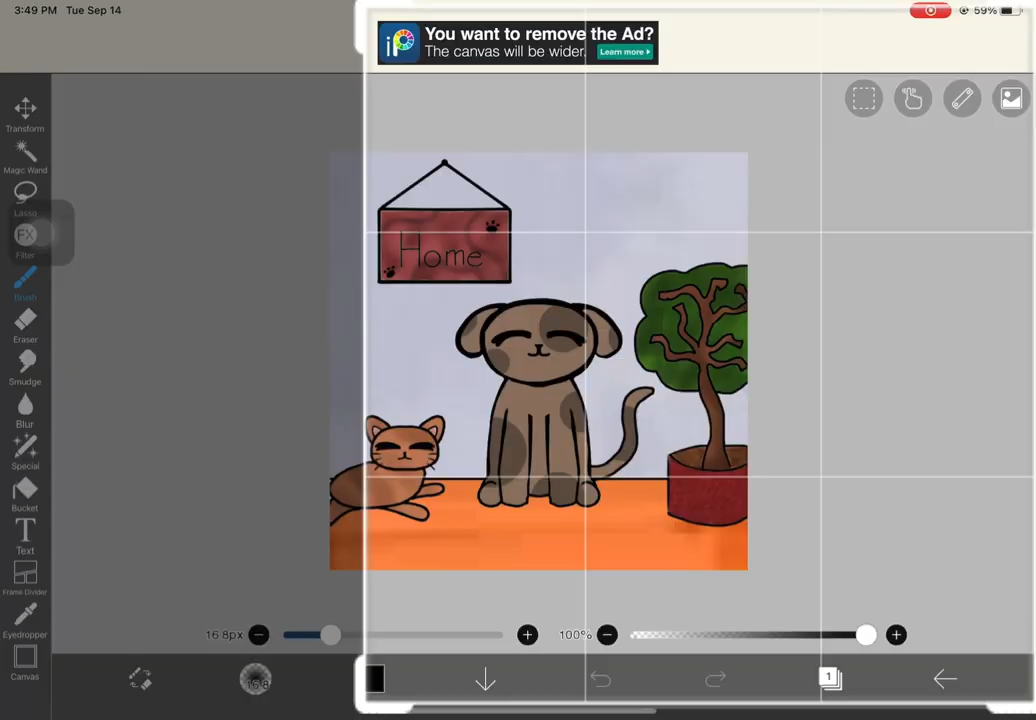 3:49 PM Tue Sep 14
59%
iP
You want to remove the Ad?
The canvas will be wider.
Learn more
Transform
Magic Wand
Lasso
FX
Filter
Brush
Eraser
Smudge
Blur
Special
Bucket
T
Text
Frame Divider
Eyedropper
Canvas
Home
16.8px
100%
16.8
1